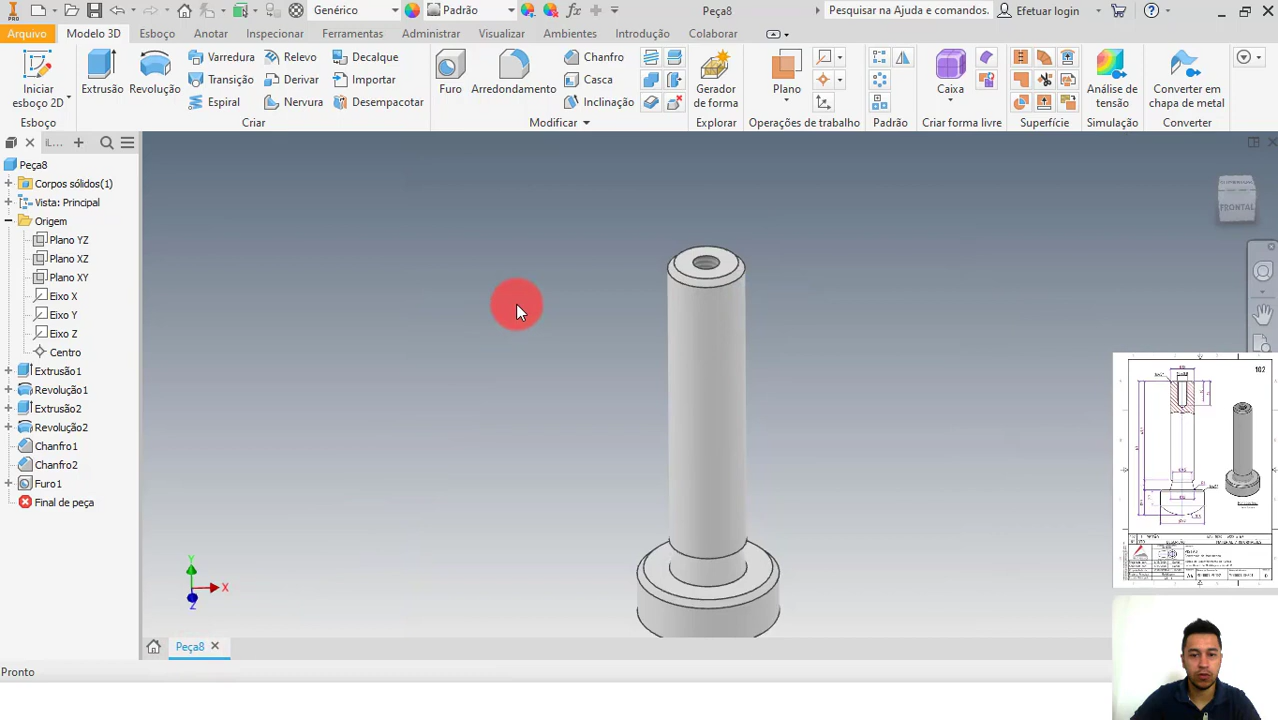 PRO
Genérico
Padrão
fx
Peça8
Pesquisar na Ajuda e comandos.
Efetuar login
Arquivo
Modelo 3D
Esboço
Anotar
Inspecionar
Ferramentas
Administrar
Visualizar
Ambientes
Introdução
Colaborar
Iniciar
esboço 2D
Esboço
Extrusão
Revolução
Varredura
Transição
Espiral
Relevo
Derivar
Nervura
Decalque
Importar
Desempacotar
Criar
Furo
Arredondamento
Chanfro
Casca
Inclinação
Modificar
Gerador
de forma
Explorar
Plano
Operações de trabalho
Padrão
Caixa
Criar forma livre
Superfície
Análise de
tensão
Simulação
Converter em
chapa de metal
Converter
iL...
Peça8
Corpos sólidos(1)
Vista: Principal
Origem
Plano YZ
Plano XZ
Plano XY
Eixo X
Eixo Y
Eixo Z
Centro
Extrusão1
Revolução1
Extrusão2
Revolução2
Chanfro1
Chanfro2
Furo1
Final de peça
FRONTAL
102
Y
X
Z
Peça8
Pronto